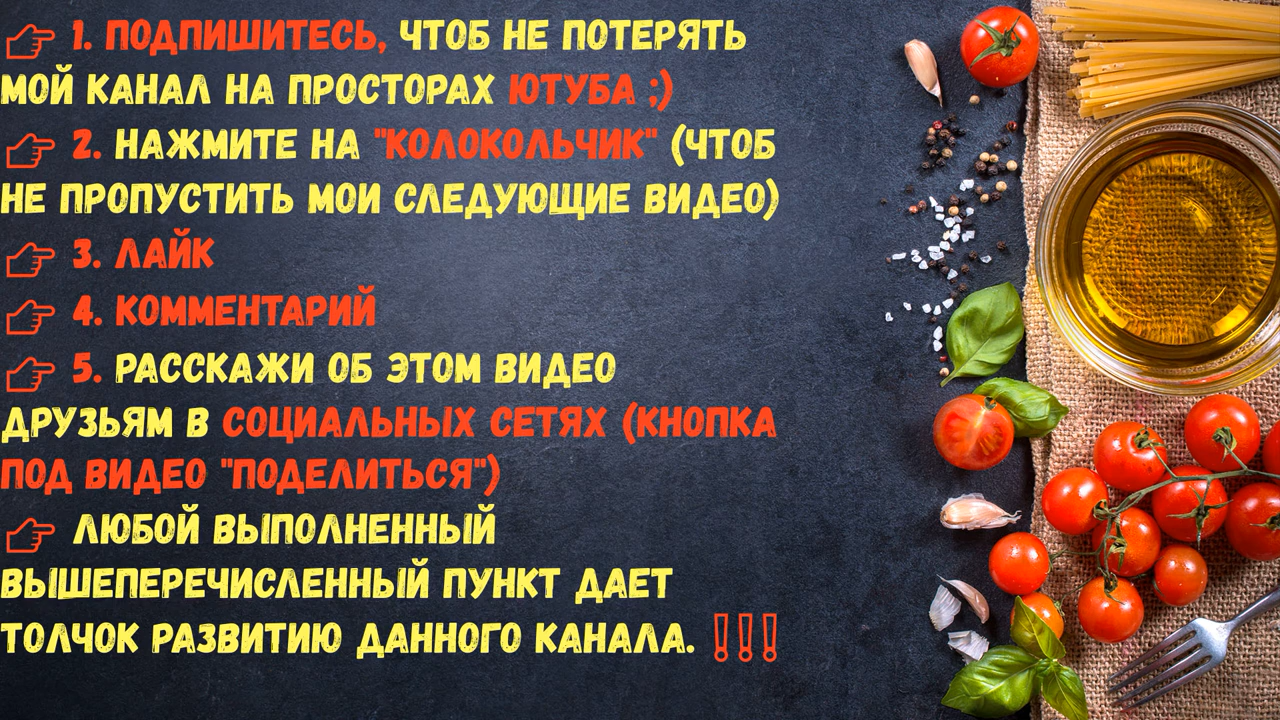 👉 1. ПОДПИШИТЕСЬ, ЧТОБ НЕ ПОТЕРЯТЬ
МОЙ КАНАЛ НА ПРОСТОРАХ ЮТУБА ;)
👉 2. НАЖМИТЕ НА "КОЛОКОЛЬЧИК" (ЧТОБ
НЕ ПРОПУСТИТЬ МОИ СЛЕДУЮЩИЕ ВИДЕО)
👉 3. ЛАЙК
👉 4. КОММЕНТАРИЙ
👉 5. РАССКАЖИ ОБ ЭТОМ ВИДЕО
ДРУЗЬЯМ В СОЦИАЛЬНЫХ СЕТЯХ (КНОПКА
ПОД ВИДЕО "ПОДЕЛИТЬСЯ")
👉 ЛЮБОЙ ВЫПОЛНЕННЫЙ
ВЫШЕПЕРЕЧИСЛЕННЫЙ ПУНКТ ДАЕТ
ТОЛЧОК РАЗВИТИЮ ДАННОГО КАНАЛА. !!!